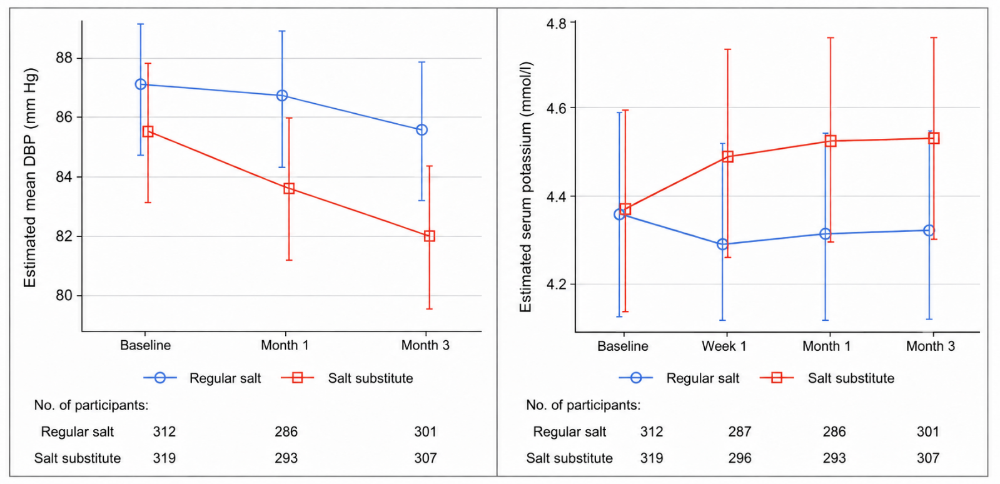 Estimated mean DBP (mm Hg)
88
86
84
82
80
Baseline Month 1 Month 3
Regular salt Salt substitute
No. of participants:
Regular salt 312 286 301
Salt substitute 319 293 307
Estimated serum potassium (mmol/l)
4.8
4.6
4.4
4.2
Baseline Week 1 Month 1 Month 3
Regular salt Salt substitute
No. of participants:
Regular salt 312 287 286 301
Salt substitute 319 296 293 307